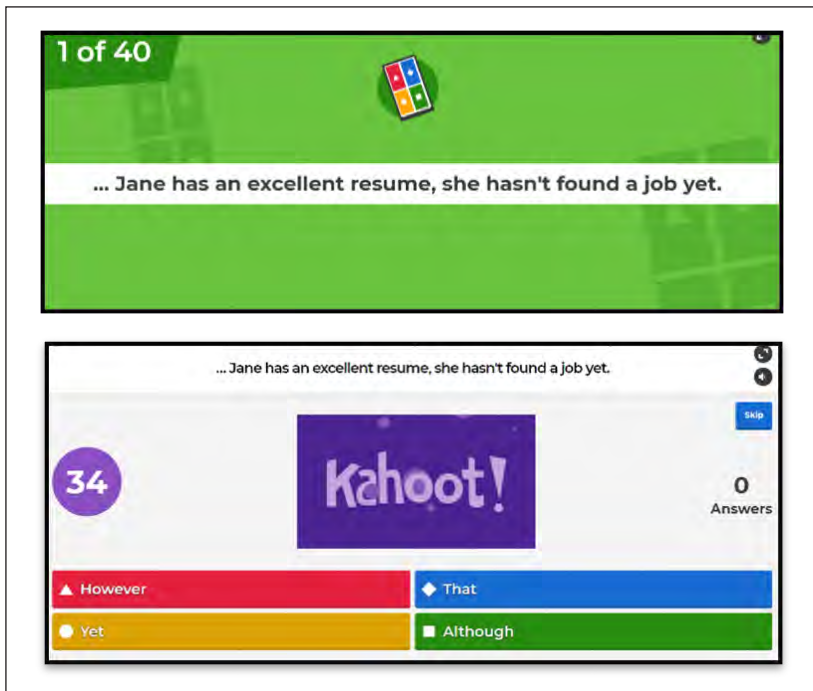 1 of 40
... Jane has an excellent resume, she hasn't found a job yet.
... Jane has an excellent resume, she hasn't found a job yet.
Skip
34
Kahoot!
0
Answers
However
That
Yet
Although